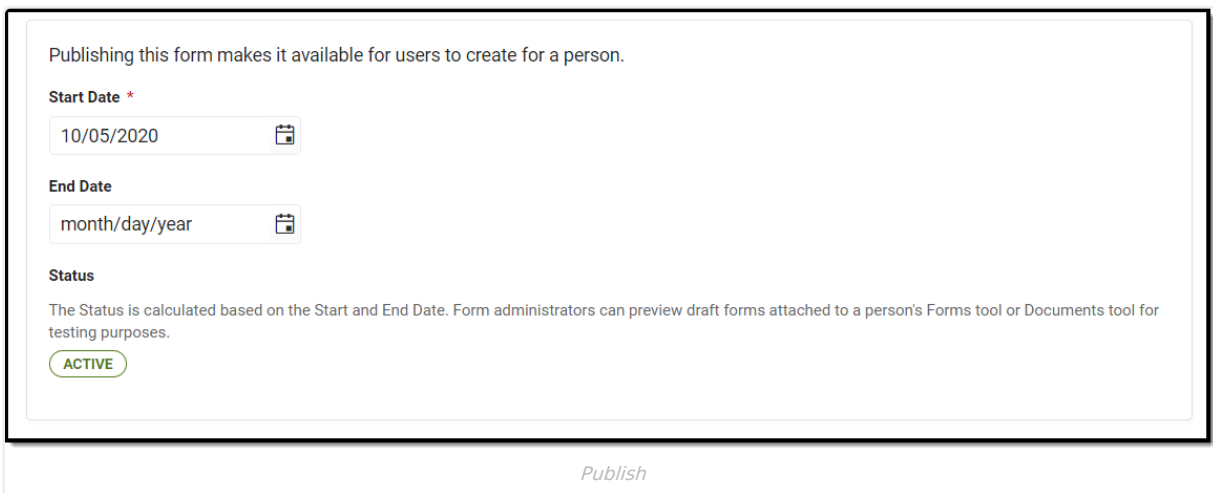 Publishing this form makes it available for users to create for a person.
Start Date *
10/05/2020
End Date
month/day/year
Status
The Status is calculated based on the Start and End Date. Form administrators can preview draft forms attached to a person's Forms tool or Documents tool for
testing purposes.
ACTIVE
Publish